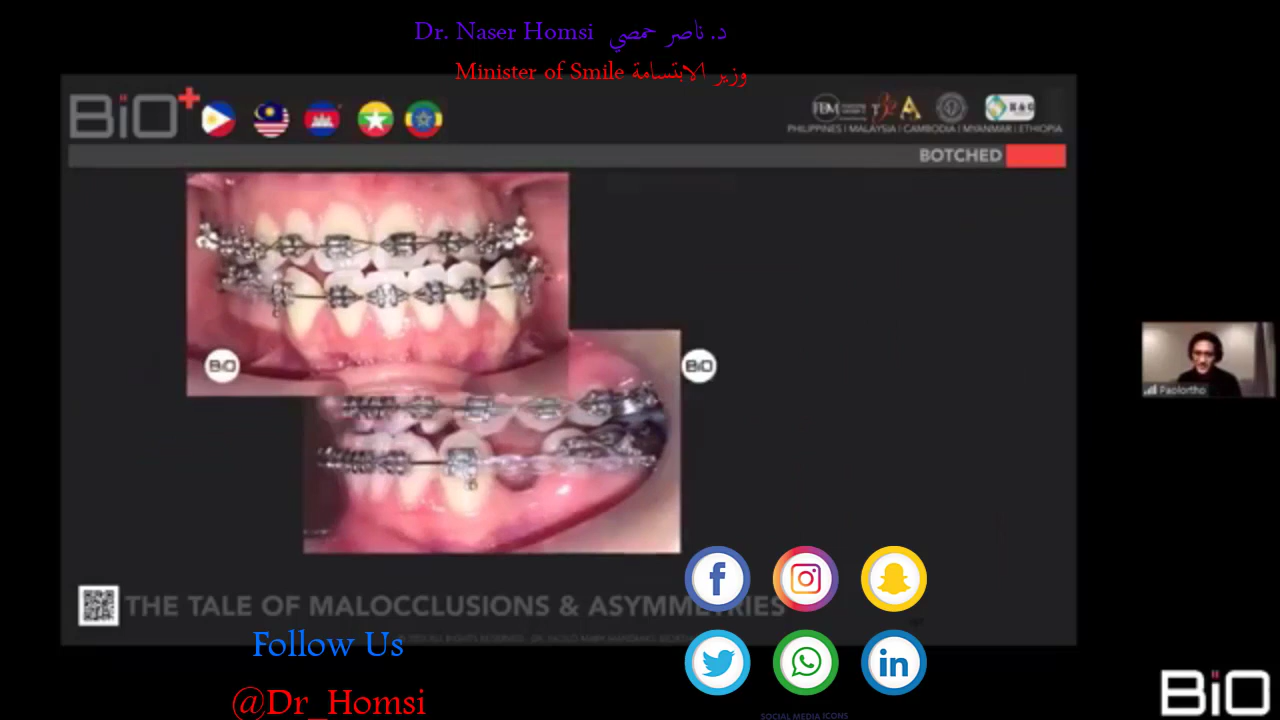 Dr. Naser Homsi د. ناصر حمصي
Minister of Smile وزير الابتسامة
BiO+
PHILIPPINES | MALAYSIA | CAMBODIA | MYANMAR | ETHIOPIA
BOTCHED
BiO
BiO
Paolortho
THE TALE OF MALOCCLUSIONS & ASYMMETRIES
Follow Us
@Dr_Homsi
SOCIAL MEDIA ICONS
BiO